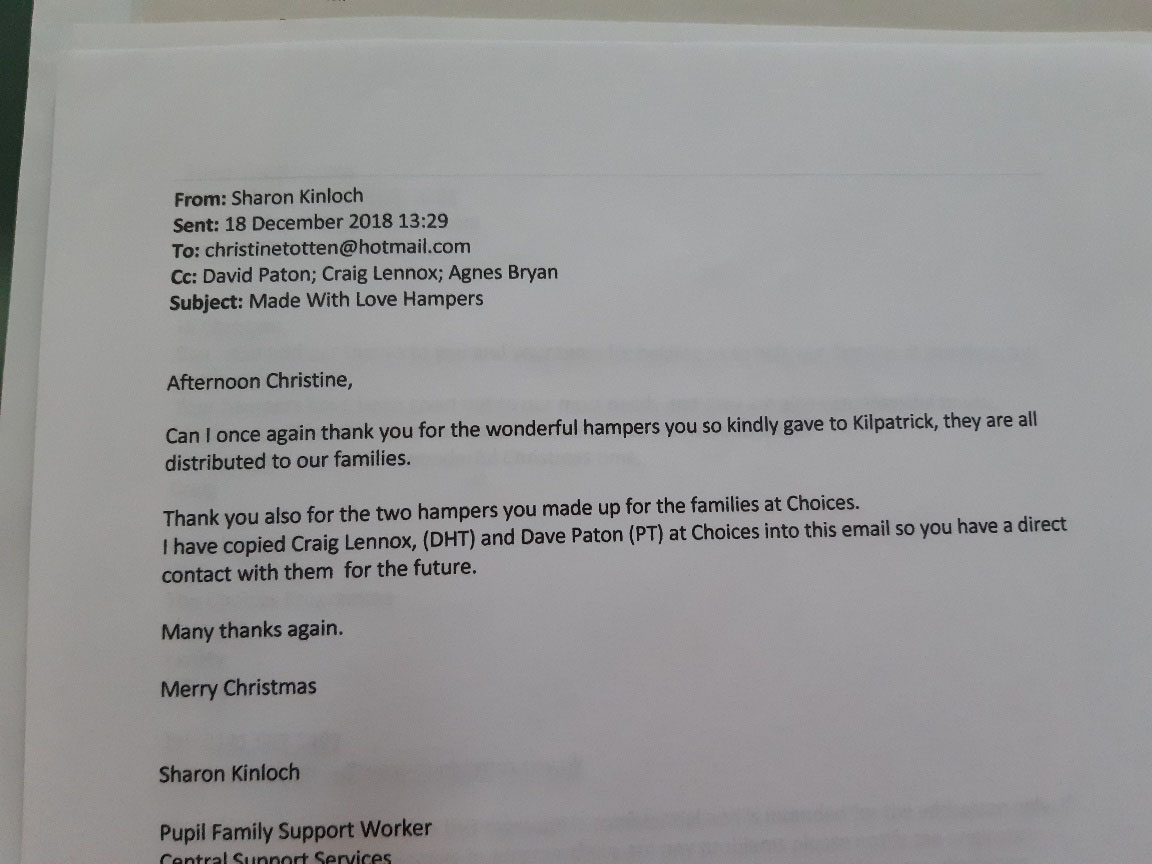 From: Sharon Kinloch
Sent: 18 December 2018 13:29
To: christinetotten@hotmail.com
Cc: David Paton; Craig Lennox; Agnes Bryan
Subject: Made With Love Hampers
Afternoon Christine,
Can I once again thank you for the wonderful hampers you so kindly gave to Kilpatrick, they are all
distributed to our families.
Thank you also for the two hampers you made up for the families at Choices.
I have copied Craig Lennox, (DHT) and Dave Paton (PT) at Choices into this email so you have a direct
contact with them  for the future.
Many thanks again.
Merry Christmas
Sharon Kinloch
Pupil Family Support Worker
Central Support Services